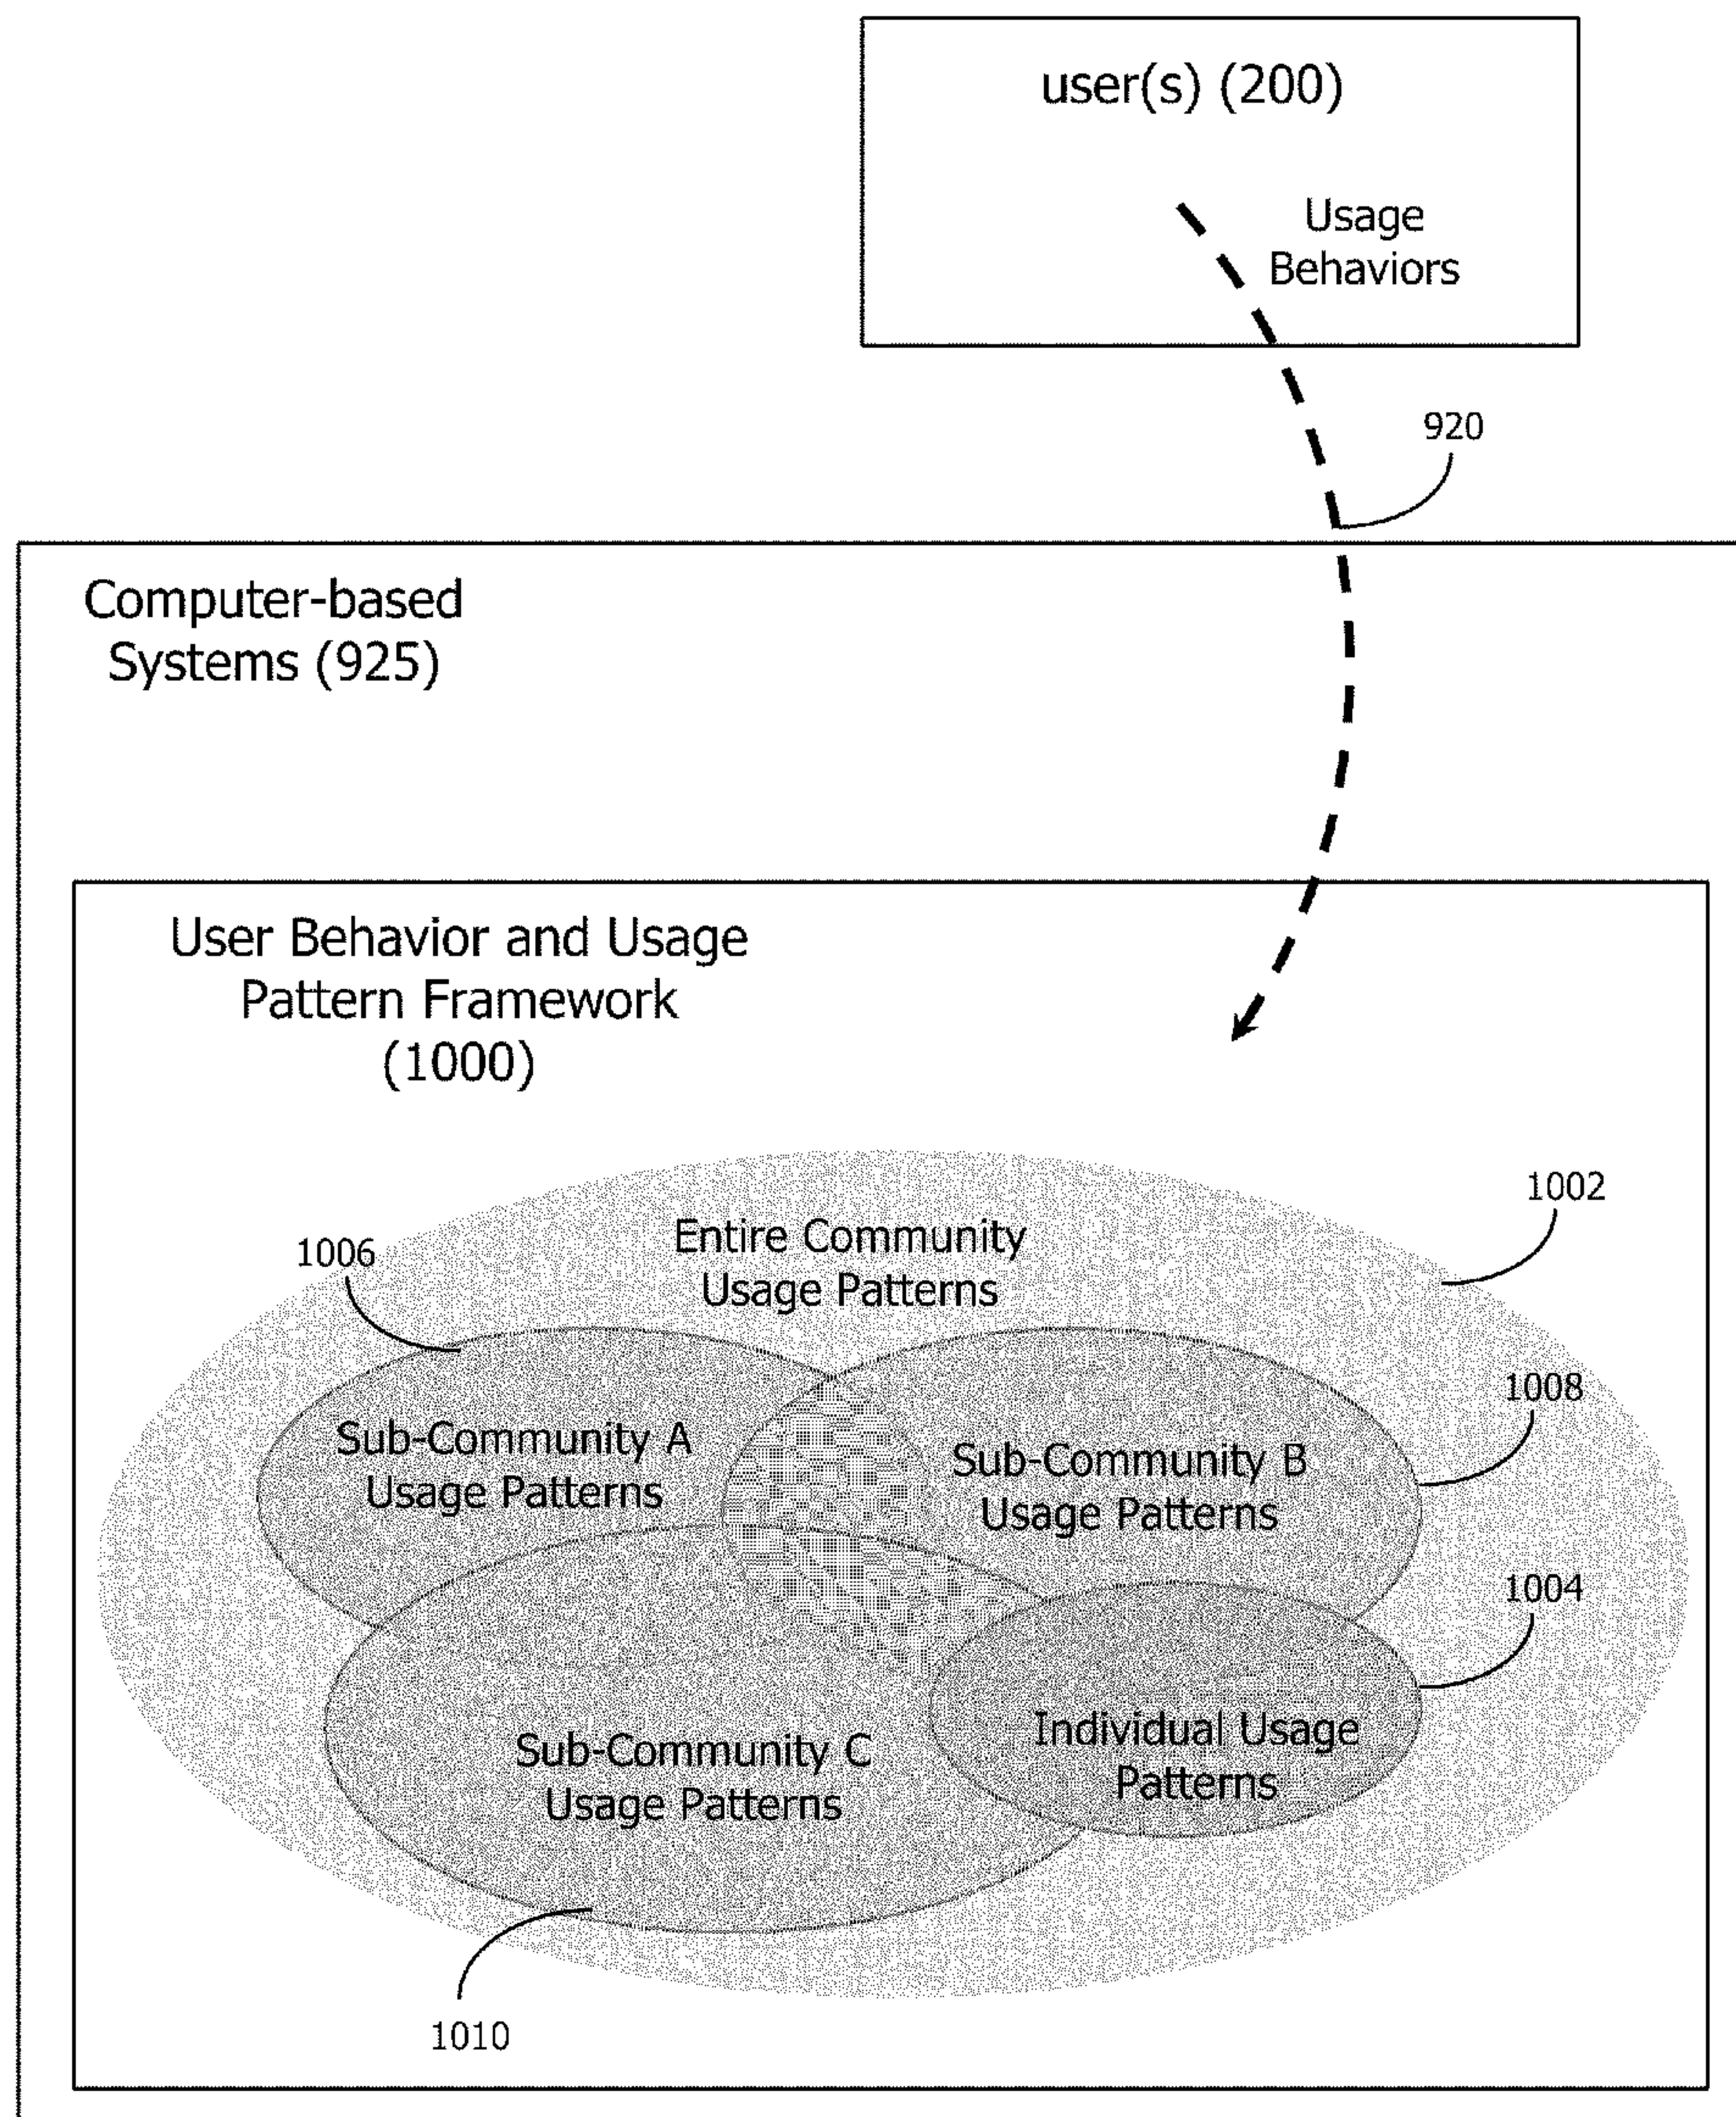 user(s) (200)
Usage
Behaviors
920
Computer-based
Systems (925)
User Behavior and Usage
Pattern Framework
(1000)
1002
Entire Community
Usage Patterns
1006
1008
Sub-Community A
Usage Patterns
Sub-Community B
Usage Patterns
1004
Individual Usage
Patterns
Sub-Community C
Usage Patterns
1010